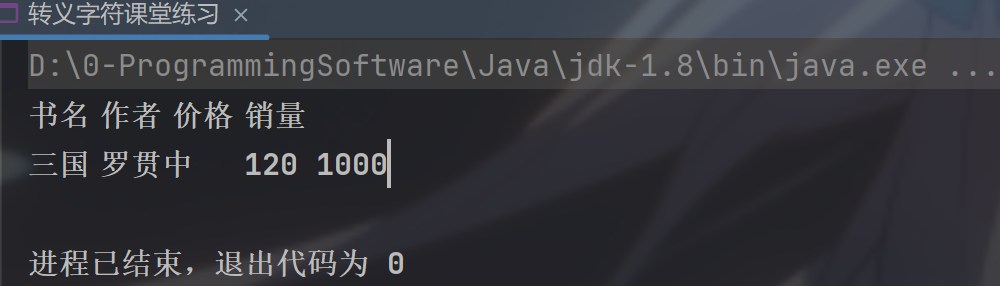 转义字符课堂练习 ×
D:\0-ProgrammingSoftware\Java\jdk-1.8\bin\java.exe ...
书名 作者 价格 销量
三国 罗贯中 120 1000
进程已结束，退出代码为 0